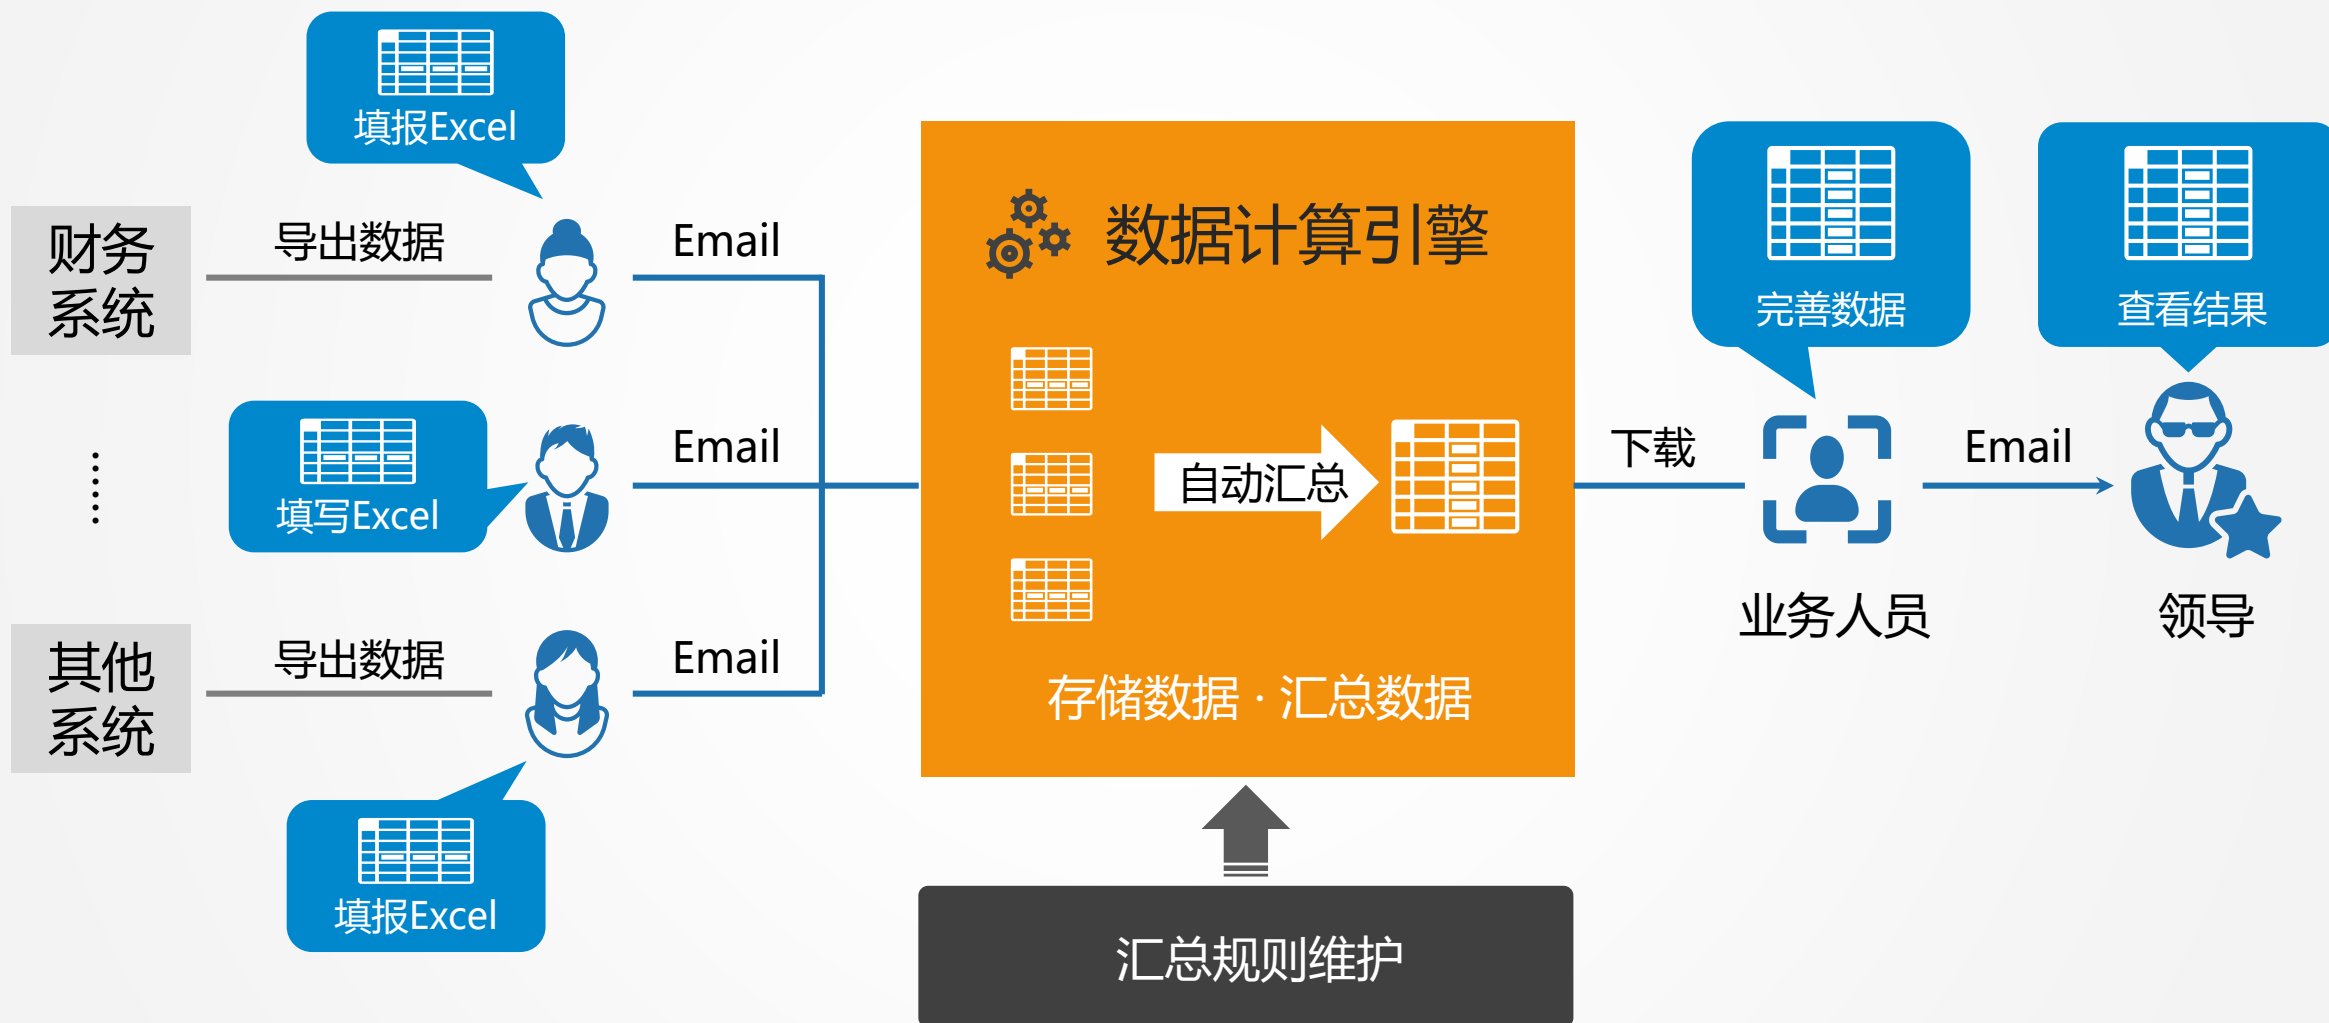 填报Excel
财务
系统
导出数据
Email
数据计算引擎
完善数据
查看结果
......
填写Excel
Email
自动汇总
下载
Email
业务人员
领导
其他
系统
导出数据
Email
存储数据 · 汇总数据
填报Excel
汇总规则维护